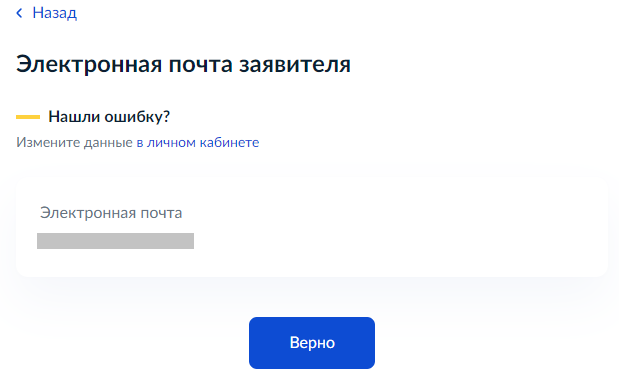 Назад
Электронная почта заявителя
Нашли ошибку?
Измените данные в личном кабинете
Электронная почта
Верно